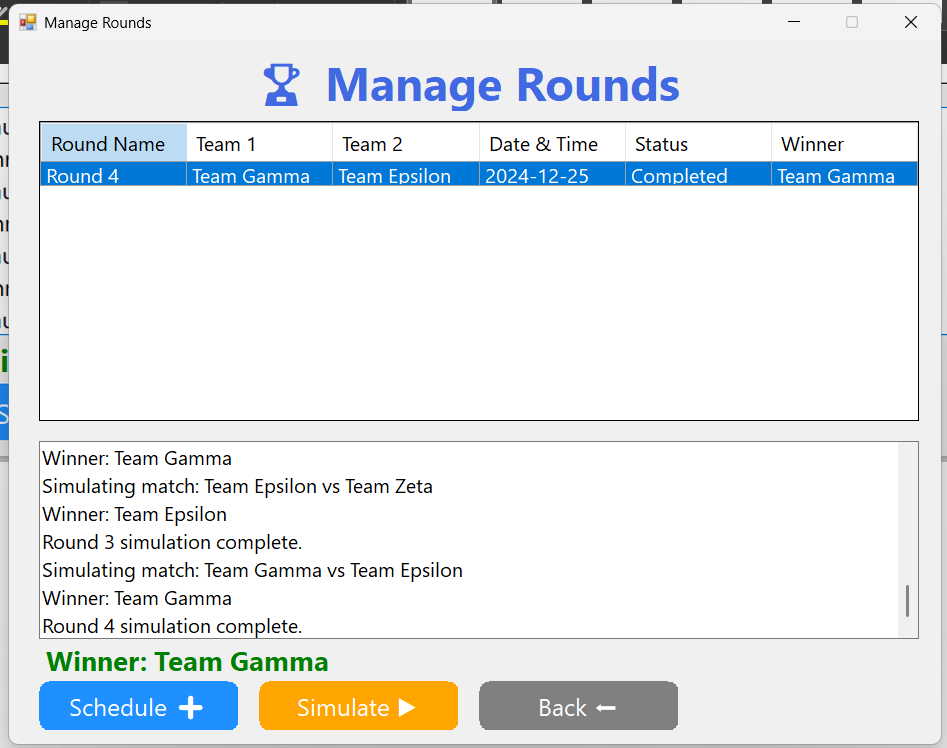 Manage Rounds
Manage Rounds
Round Name Team 1 Team 2 Date & Time Status Winner
Round 4 Team Gamma Team Epsilon 2024-12-25 Completed Team Gamma
Winner: Team Gamma
Simulating match: Team Epsilon vs Team Zeta
Winner: Team Epsilon
Round 3 simulation complete.
Simulating match: Team Gamma vs Team Epsilon
Winner: Team Gamma
Round 4 simulation complete.
Winner: Team Gamma
Schedule Simulate Back